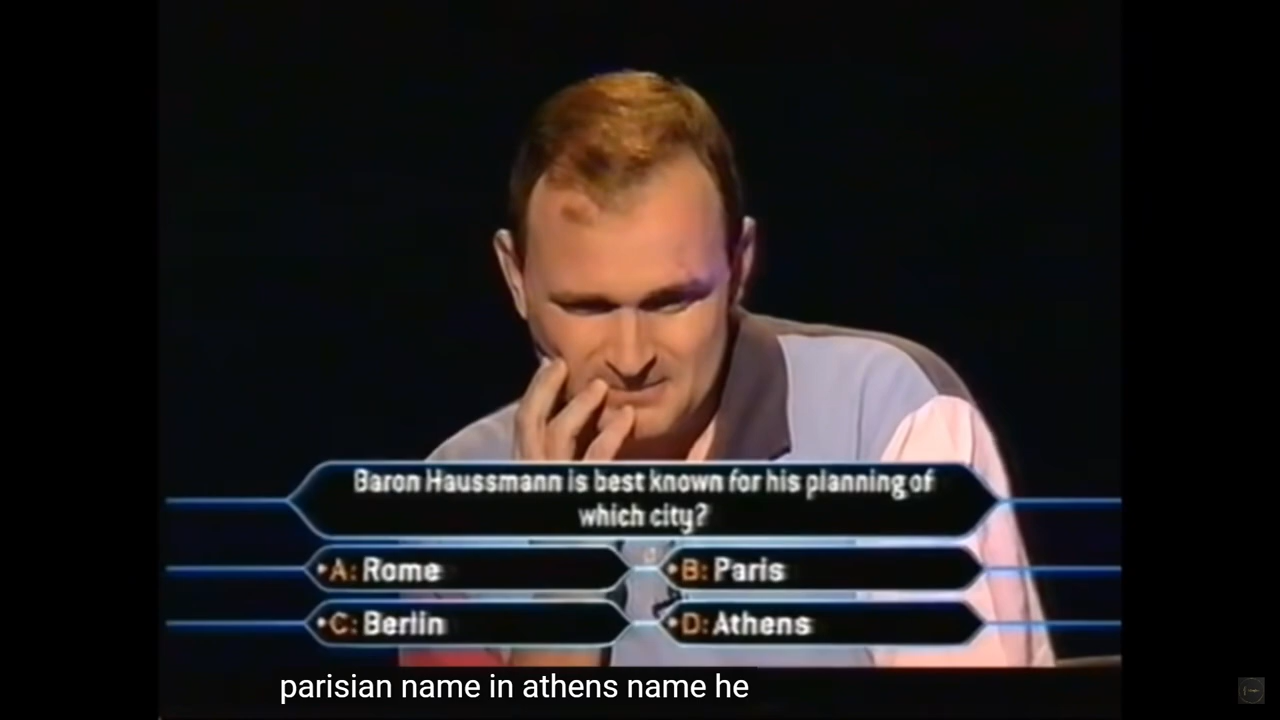 Baron Haussmann is best known for his planning of
which city?
A: Rome
B: Paris
C: Berlin
D: Athens
parisian name in athens name he